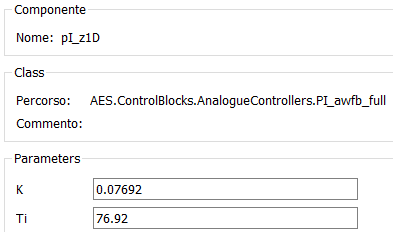 Componente
Nome: pI_z1D
Class
Percorso: AES.ControlBlocks.AnalogueControllers.PI_awfb_full
Commento:
Parameters
K 0.07692
Ti 76.92